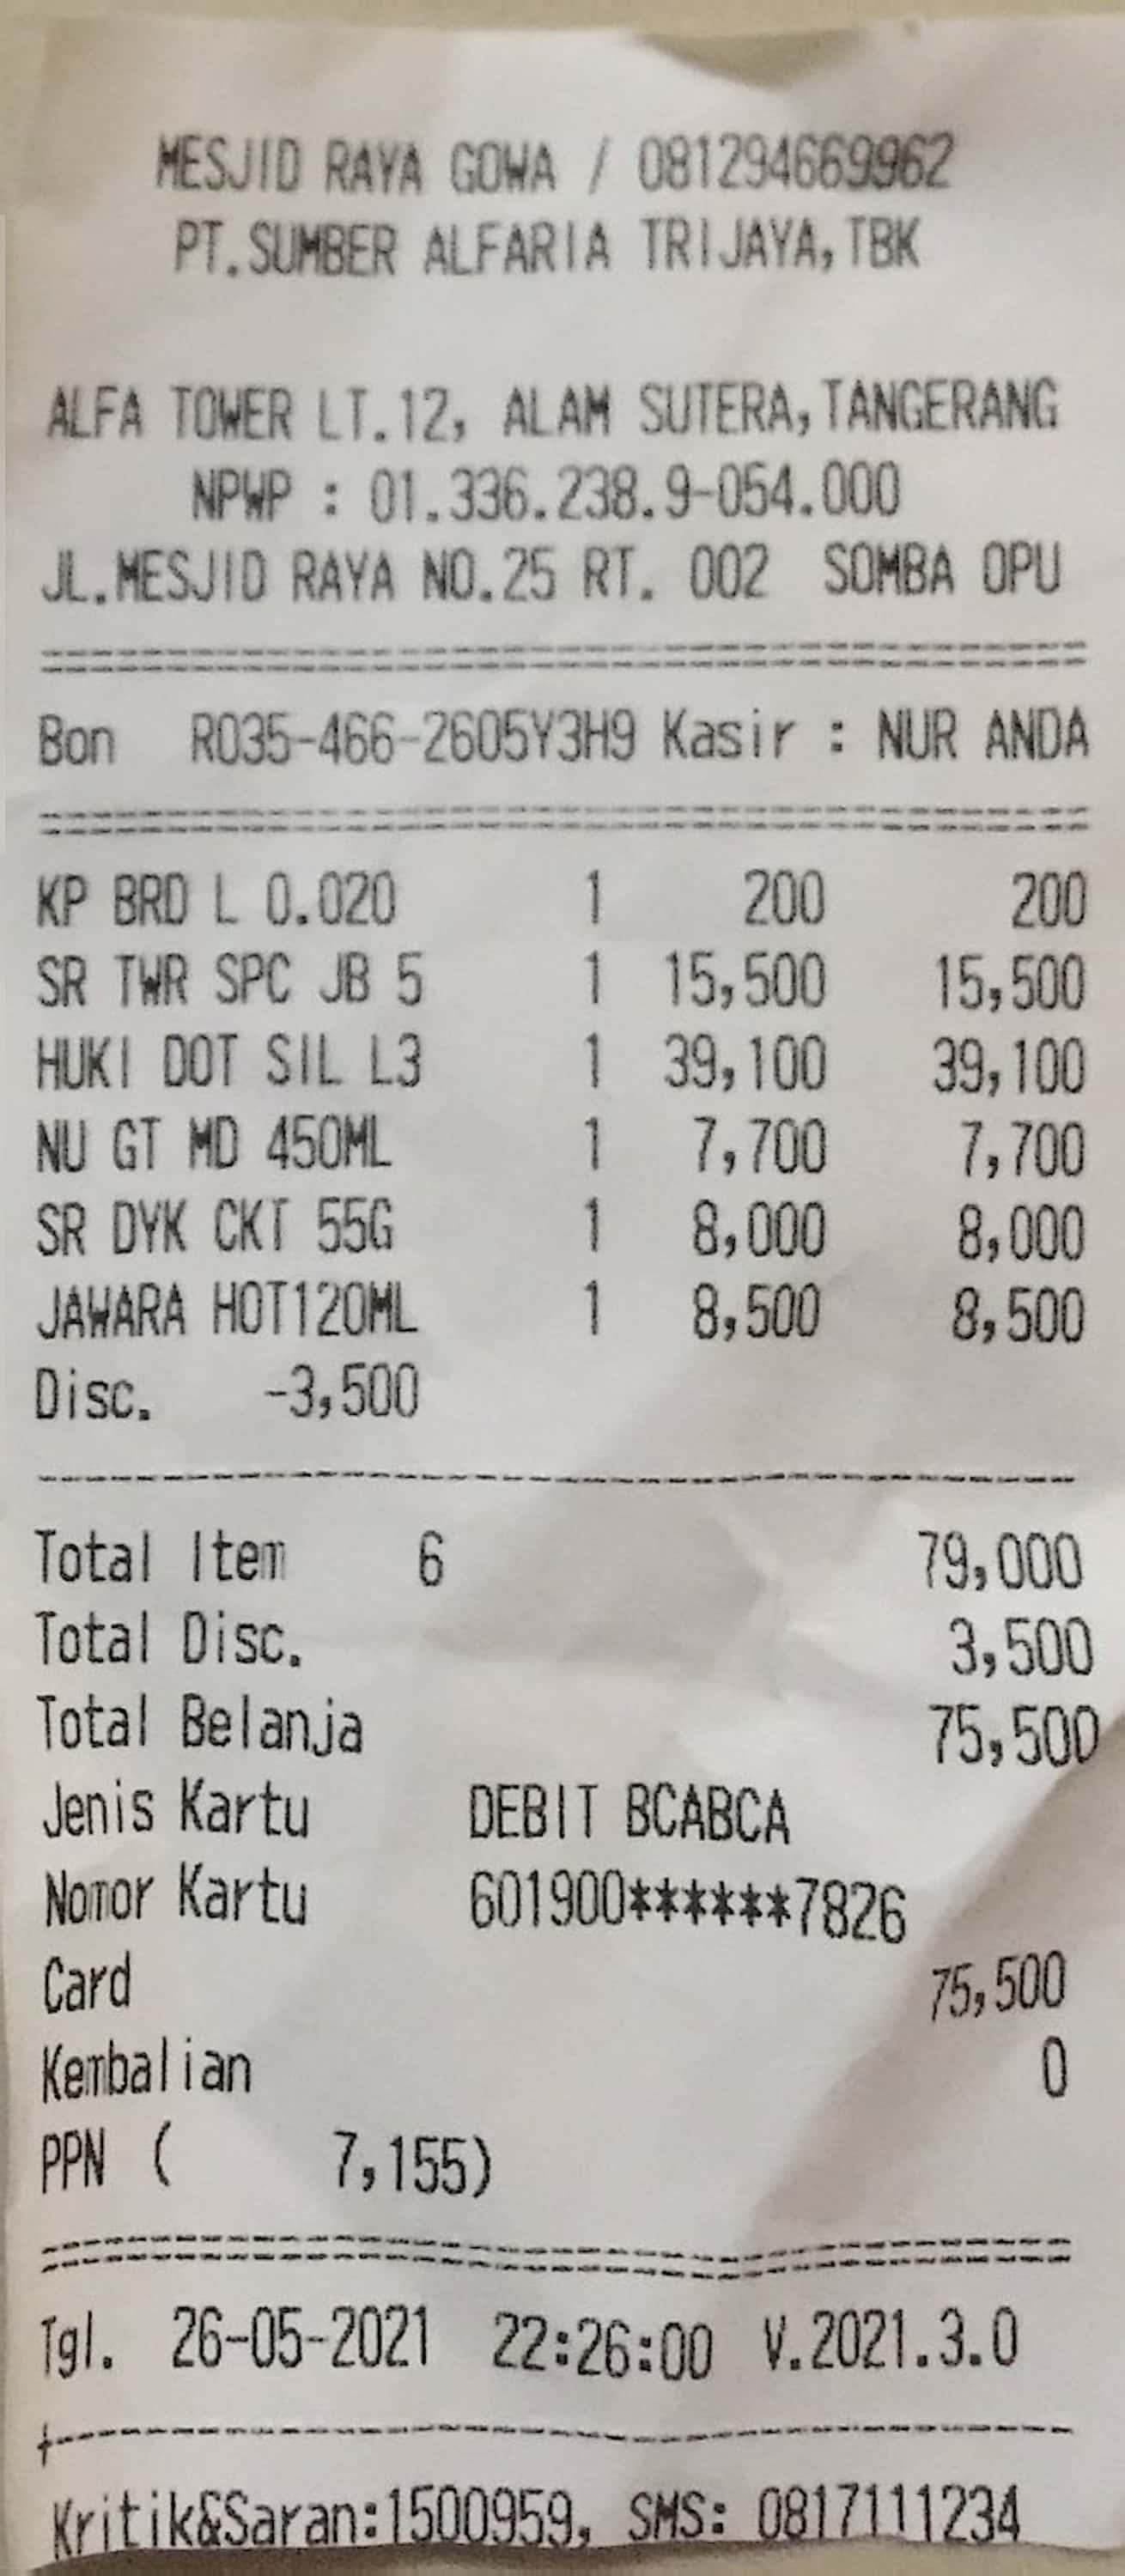 MESJID RAYA GOWA / 081294669962
PT.SUMBER ALFARIA TRIJAYA,TBK
ALFA TOWER LT.12, ALAM SUTERA,TANGERANG
NPWP : 01.336.238.9-054.000
JL.MESJID RAYA NO.25 RT. 002 SOMBA OPU
Bon R035-466-2605Y3H9 Kasir : NUR ANDA
KP BRD L 0.020 1 200 200
SR TWR SPC JB 5 1 15,500 15,500
HUKI DOT SIL L3 1 39,100 39,100
NU GT MD 450ML 1 7,700 7,700
SR DYK CKT 55G 1 8,000 8,000
JAWARA HOT120ML 1 8,500 8,500
Disc. -3,500
Total Item 6 79,000
Total Disc. 3,500
Total Belanja 75,500
Jenis Kartu DEBIT BCABCA
Nomor Kartu 601900******7826
Card 75,500
Kembalian 0
PPN ( 7,155)
Tgl. 26-05-2021 22:26:00 V.2021.3.0
Kritik&Saran:1500959, SMS: 0817111234